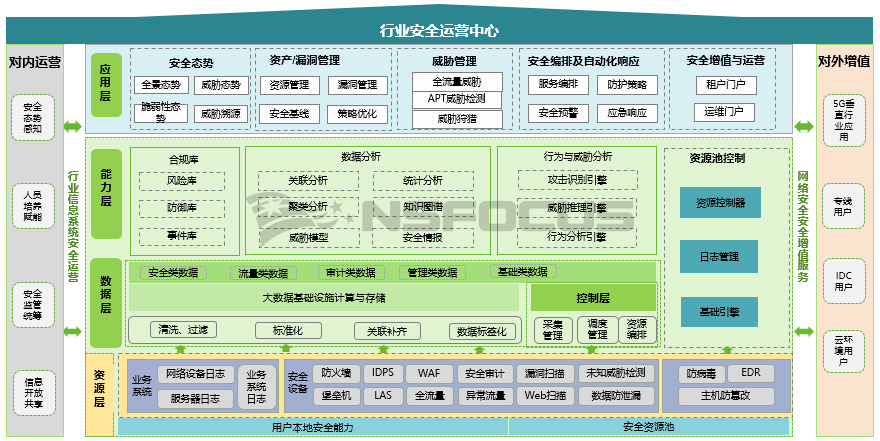 行业安全运营中心
对内运营
安全
态势
感知
人员
培养
赋能
安全
监管
统筹
信息
开放
共享
行业信息系统安全运营
应用层
安全态势
全景态势
威胁态势
脆弱性态
势
威胁溯源
资产/漏洞管理
资源管理
漏洞管理
安全基线
策略优化
威胁管理
全流量威胁
APT威胁检测
威胁狩猎
安全编排及自动化响应
服务编排
防护策略
安全预警
应急响应
安全增值与运营
租户门户
运维门户
能力层
合规库
风险库
防御库
事件库
数据分析
关联分析
统计分析
聚类分析
知识图谱
威胁模型
安全情报
行为与威胁分析
攻击识别引擎
威胁推理引擎
行为分析引擎
NSFOCUS
资源池控制
资源控制器
日志管理
基础引擎
数据层
安全类数据
流量类数据
审计类数据
管理类数据
基础类数据
大数据基础设施计算与存储
清洗、过滤
标准化
关联补齐
数据标签化
控制层
采集
管理
调度
管理
资源
编排
资源层
业务
系统
网络设备日志
服务器日志
业务
系统
日志
安全
设备
防火墙
IDPS
WAF
安全审计
漏洞扫描
未知威胁检测
堡垒机
LAS
全流量
异常流量
Web扫描
数据防泄漏
防病毒
EDR
主机防篡改
用户本地安全能力
安全资源池
网络安全安全增值服务
对外增值
5G垂
直行
业应
用
专线
用户
IDC
用户
云环
境用
户